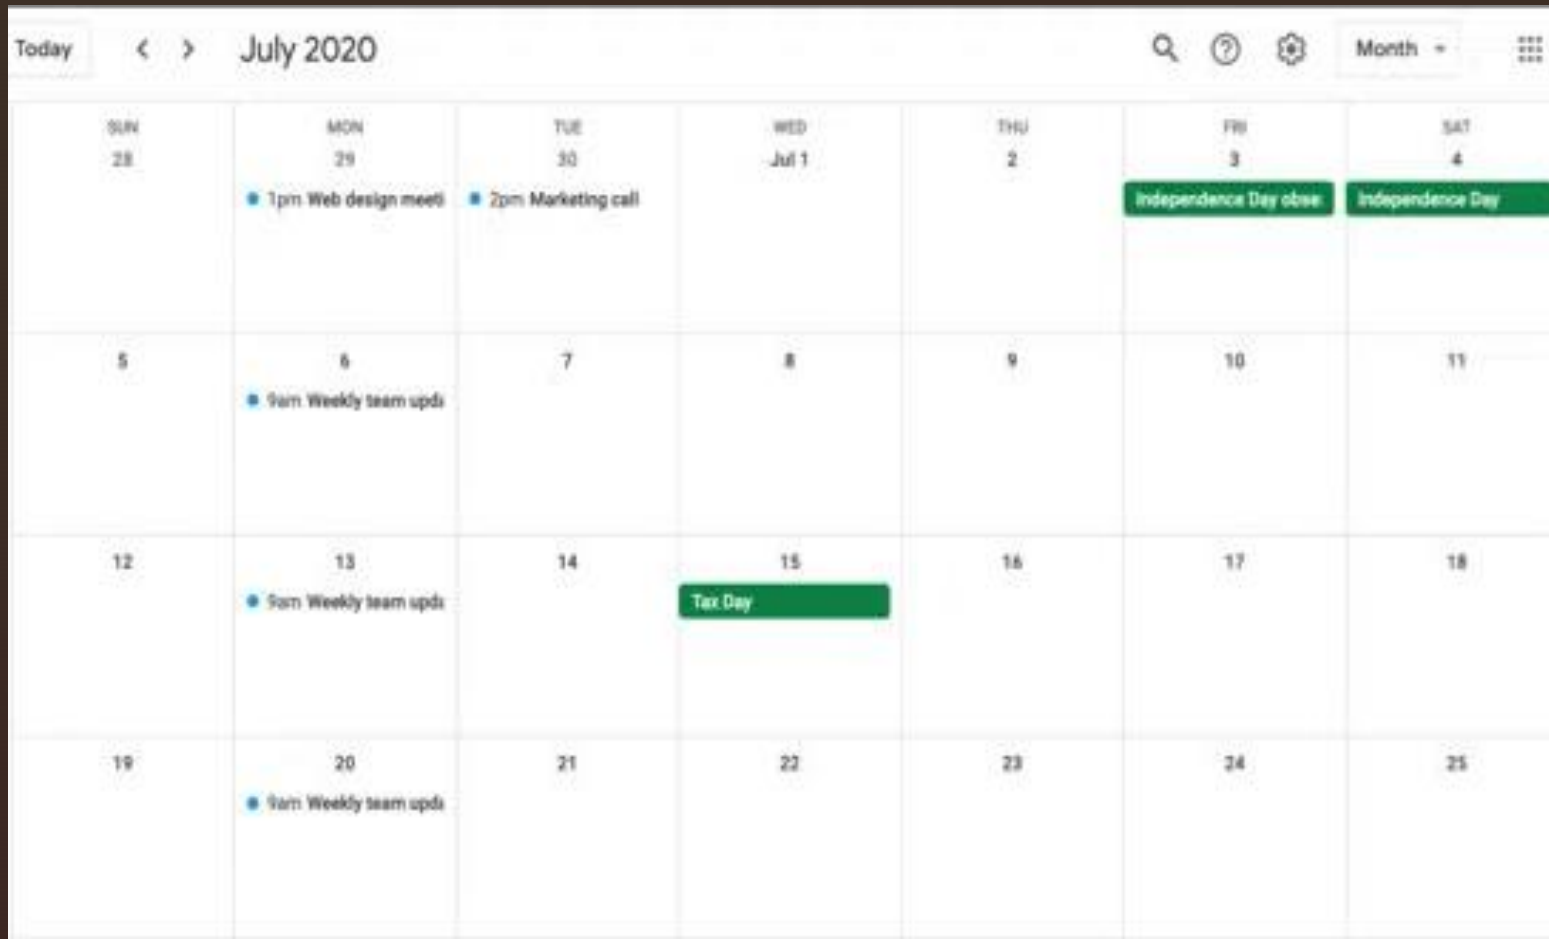 Today July 2020 Month
SUN MON TUE WED THU FRI SAT
28 29 30 Jul 1 2 3 4
1pm Web design meeti 2pm Marketing call Independence Day obse Independence Day
5 6 7 8 9 10 11
9am Weekly team upda
12 13 14 15 16 17 18
9am Weekly team upda Tax Day
19 20 21 22 23 24 25
9am Weekly team upda